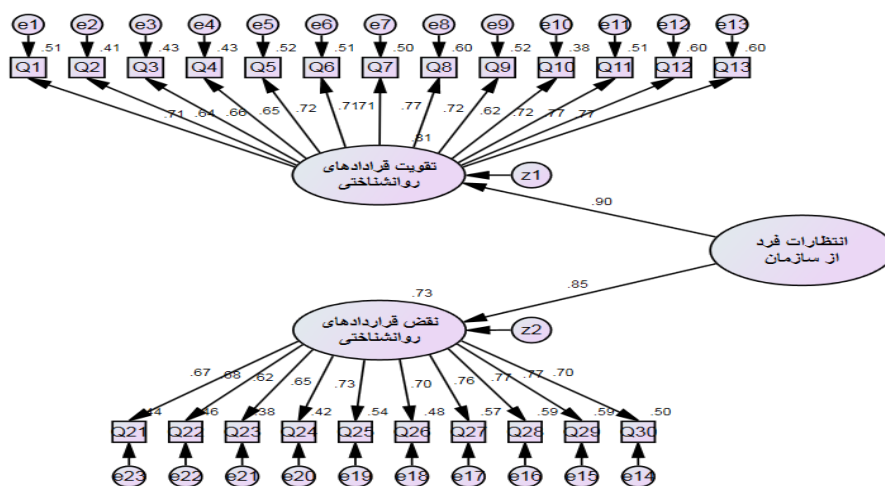 e1 e2 e3 e4 e5 e6 e7 e8 e9 e10 e11 e12 e13
.51 .41 .43 .43 .52 .51 .50 .60 .52 .38 .51 .60 .60
Q1 Q2 Q3 Q4 Q5 Q6 Q7 Q8 Q9 Q10 Q11 Q12 Q13
.71 .64 .66 .65 .72 .71 .71 .77 .72 .62 .72 .77 .77
.81
تقویت قرادادهای
روانشناختی
z1
.90
انتظارات فرد
از سازمان
.85
.73
نقض قراردادهای
روانشناختی
z2
.67 .68 .62 .65 .73 .70 .76 .77 .77 .70
.44 .46 .38 .42 .54 .48 .57 .59 .59 .50
Q21 Q22 Q23 Q24 Q25 Q26 Q27 Q28 Q29 Q30
e23 e22 e21 e20 e19 e18 e17 e16 e15 e14